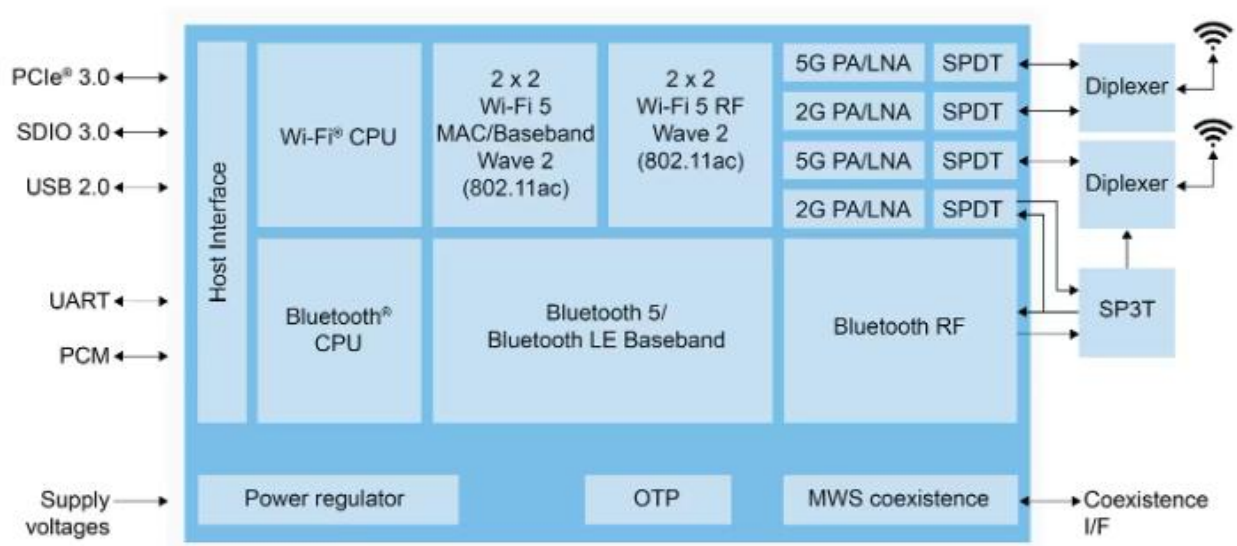 PCIe® 3.0
SDIO 3.0
USB 2.0
UART
PCM
Supply
voltages
Host Interface
Wi-Fi® CPU
2 x 2
Wi-Fi 5
MAC/Baseband
Wave 2
(802.11ac)
2 x 2
Wi-Fi 5 RF
Wave 2
(802.11ac)
5G PA/LNA
SPDT
2G PA/LNA
SPDT
5G PA/LNA
SPDT
2G PA/LNA
SPDT
Diplexer
Diplexer
SP3T
Bluetooth®
CPU
Bluetooth 5/
Bluetooth LE Baseband
Bluetooth RF
Power regulator
OTP
MWS coexistence
Coexistence
I/F